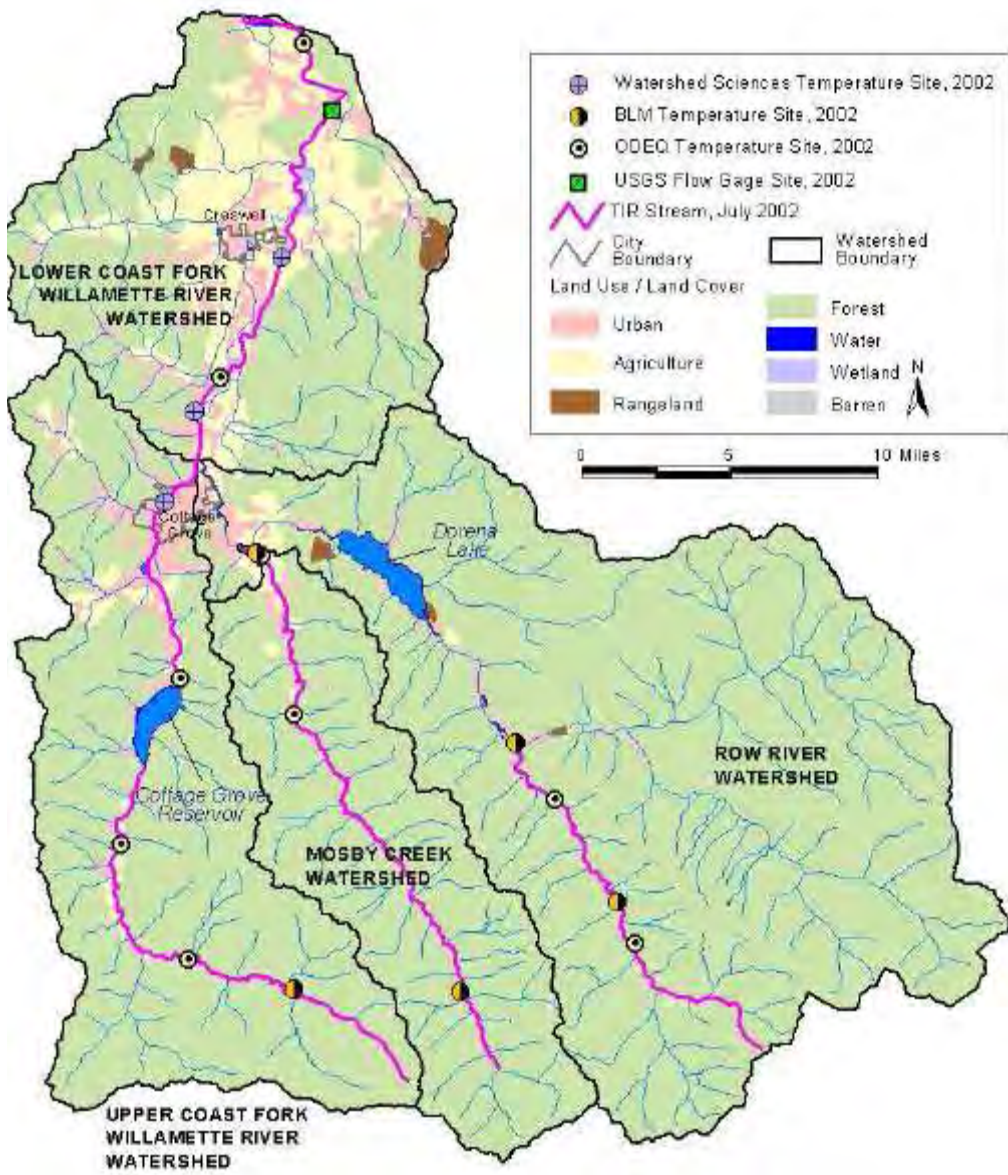 Watershed Sciences Temperature Site, 2002
BLM Temperature Site, 2002
ODEQ Temperature Site, 2002
USGS Flow Gage Site, 2002
TIR Stream, July 2002
City
Boundary
Watershed
Boundary
Land Use / Land Cover
Urban
Agriculture
Rangeland
Forest
Water
Wetland
Barren
N
0 5 10 Miles
Creswell
LOWER COAST FORK
WILLAMETTE RIVER
WATERSHED
Cottage
Grove
Dorena
Lake
ROW RIVER
WATERSHED
Cottage Grove
Reservoir
MOSBY CREEK
WATERSHED
UPPER COAST FORK
WILLAMETTE RIVER
WATERSHED